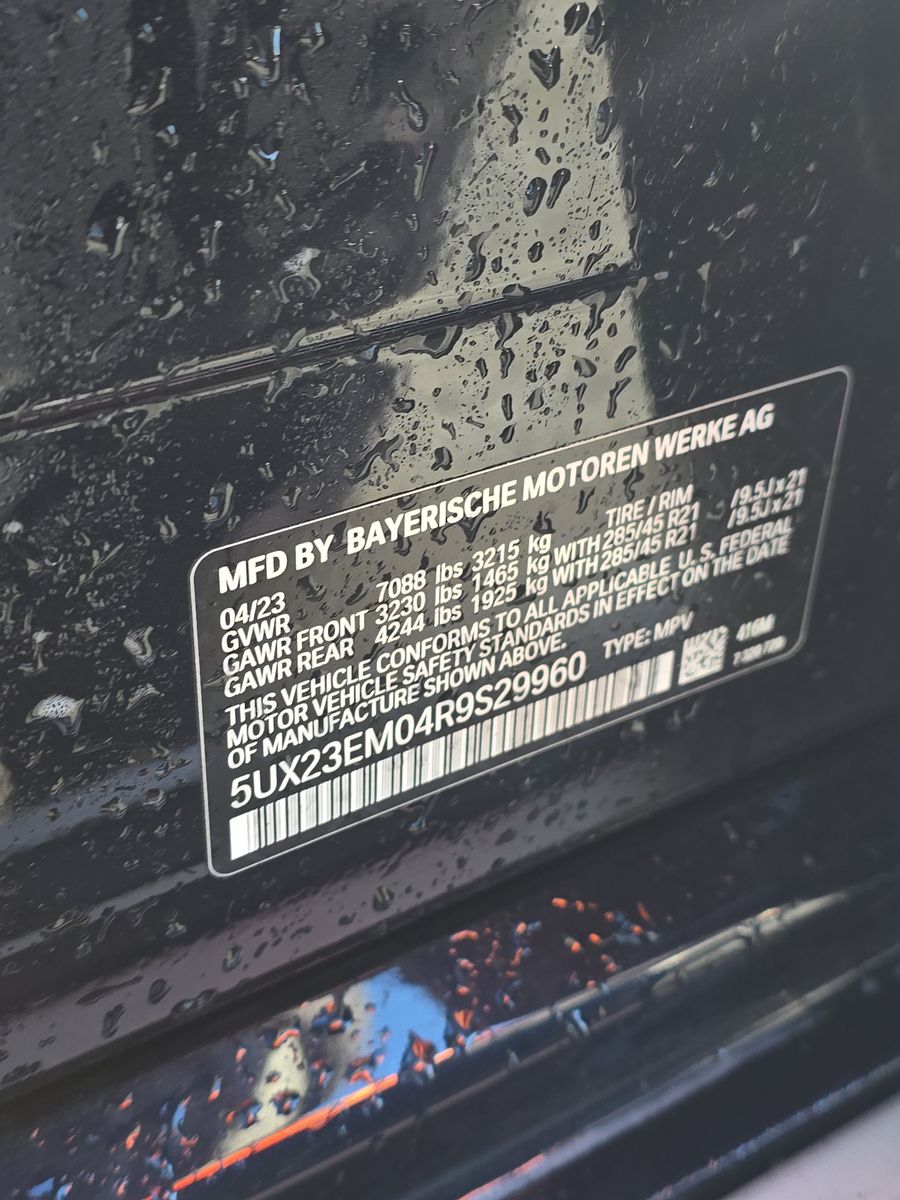 MFD BY BAYERISCHE MOTOREN WERKE AG
04/23 TIRE / RIM
GVWR 7088 lbs 3215 kg
GAWR FRONT 3230 lbs 1465 kg WITH 285/45 R21 /9.5J x 21
GAWR REAR 4244 lbs 1925 kg WITH 285/45 R21 /9.5J x 21
THIS VEHICLE CONFORMS TO ALL APPLICABLE U.S. FEDERAL
MOTOR VEHICLE SAFETY STANDARDS IN EFFECT ON THE DATE
OF MANUFACTURE SHOWN ABOVE. TYPE: MPV
5UX23EM04R9S29960
416M